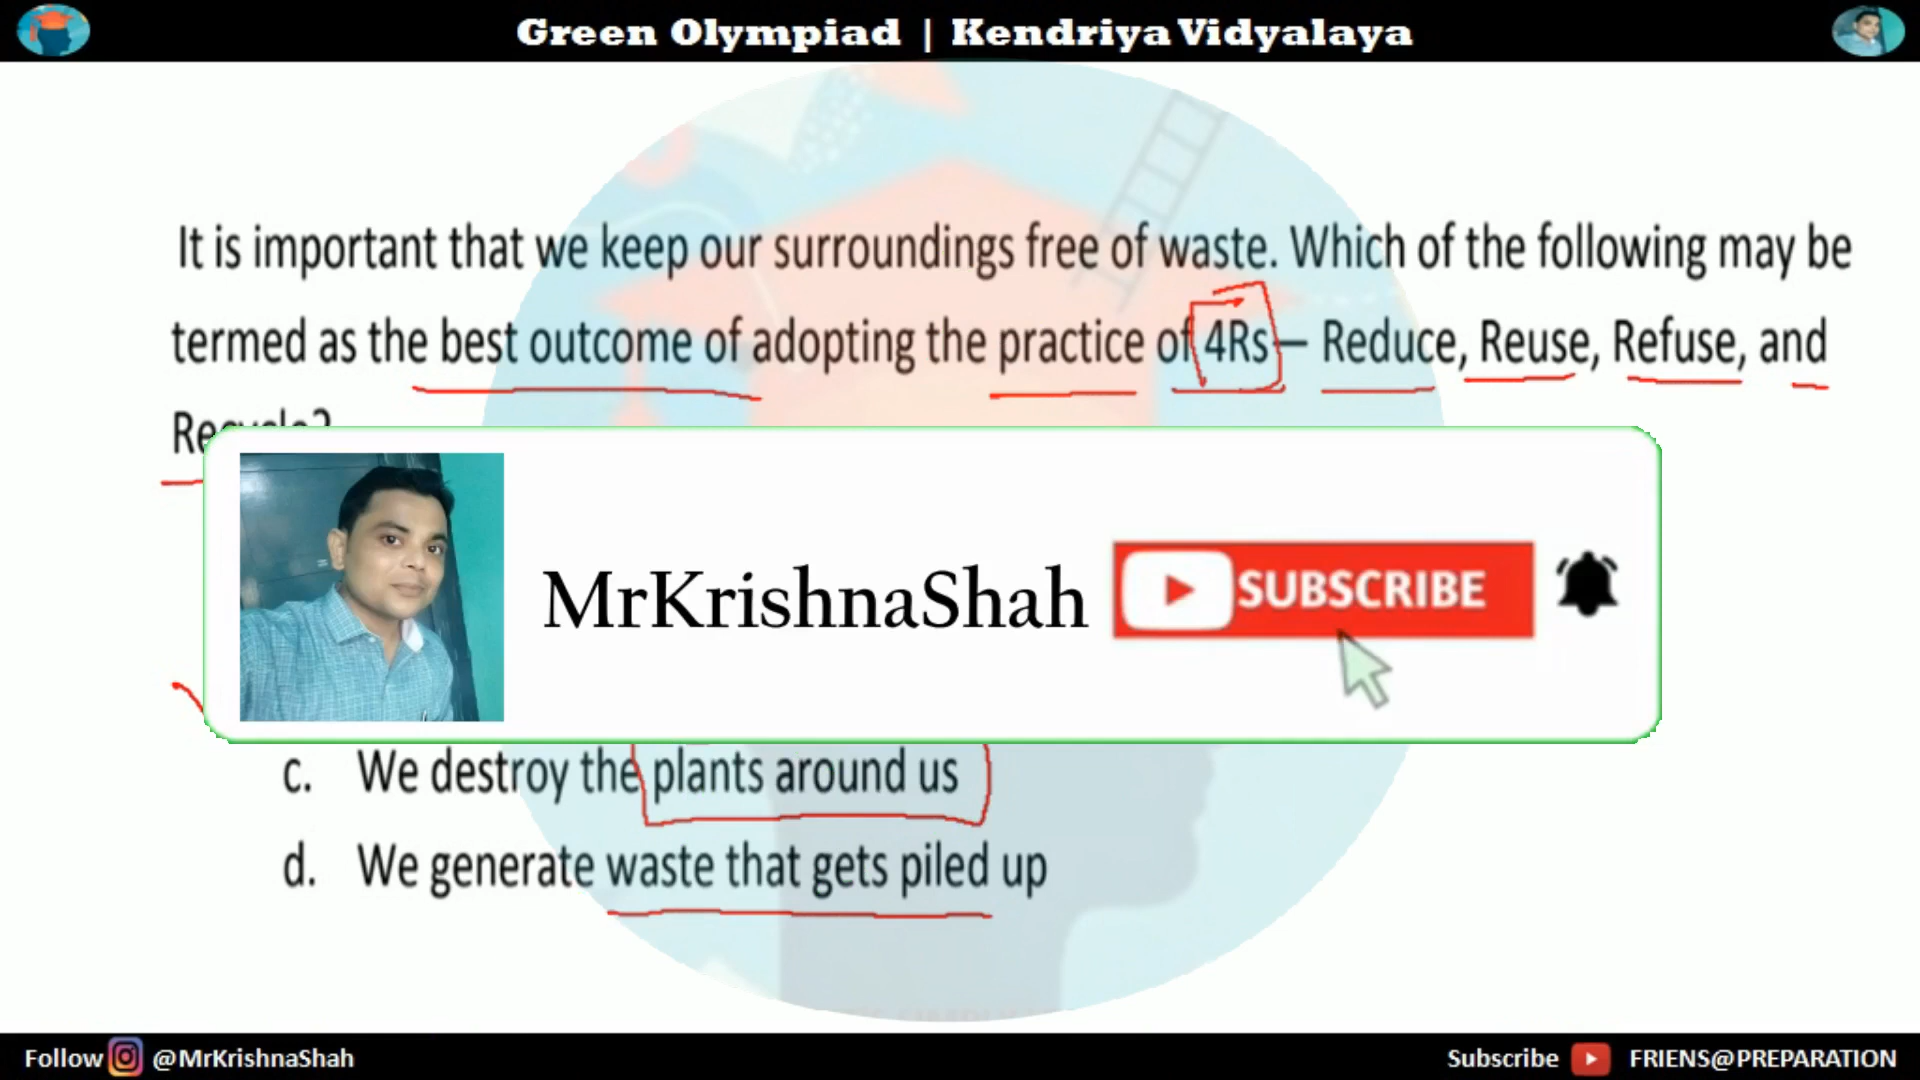 Green Olympiad | Kendriya Vidyalaya
It is important that we keep our surroundings free of waste. Which of the following may be
termed as the best outcome of adopting the practice of 4Rs— Reduce, Reuse, Refuse, and
Recycle?
MrKrishnaShah
SUBSCRIBE
c. We destroy the plants around us
d. We generate waste that gets piled up
Follow @MrKrishnaShah
Subscribe FRIENS@PREPARATION